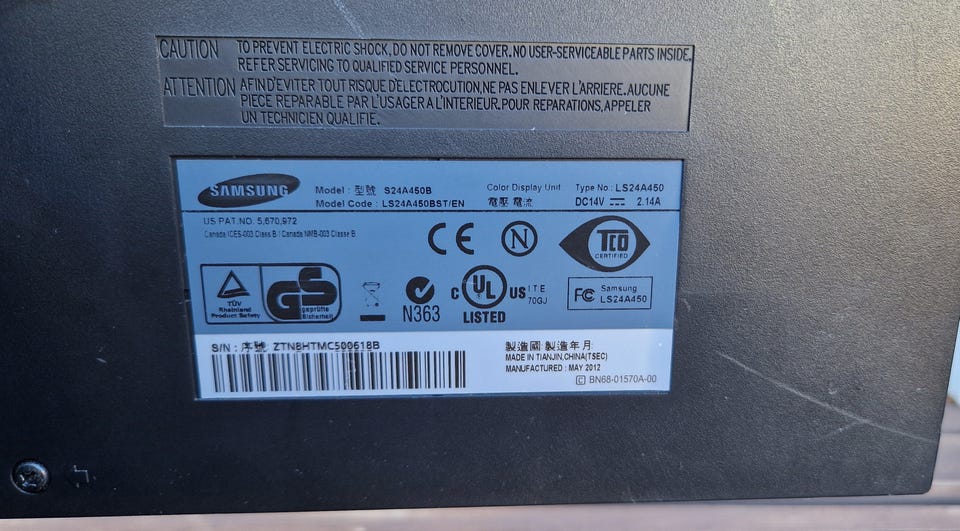 CAUTION TO PREVENT ELECTRIC SHOCK, DO NOT REMOVE COVER. NO USER-SERVICEABLE PARTS INSIDE.
REFER SERVICING TO QUALIFIED SERVICE PERSONNEL.
ATTENTION AFIN D'EVITER TOUT RISQUE D'ELECTROCUTION, NE PAS ENLEVER L'ARRIERE. AUCUNE
PIECE REPARABLE PAR L'USAGER A L'INTERIEUR. POUR REPARATIONS, APPELER
UN TECHNICIEN QUALIFIE.
SAMSUNG
Model : 型號 S24A450B
Model Code : LS24A450BST/EN
Color Display Unit
電壓 電流
Type No : LS24A450
DC14V ⎓ 2.14A
US PAT.NO. 5,670,972
Canada ICES-003 Class B / Canada NMB-003 Classe B
CE
N
TCO
CERTIFIED
TÜV
Rheinland
Product Safety
GS
geprüfte
Sicherheit
N363
C UL US
LISTED
I.T.E
70GJ
FC
Samsung
LS24A450
S/N : 序號 ZTNBHTMC500618B
製造國 製造年月
MADE IN TIANJIN,CHINA(TSEC)
MANUFACTURED : MAY 2012
C BN68-01570A-00